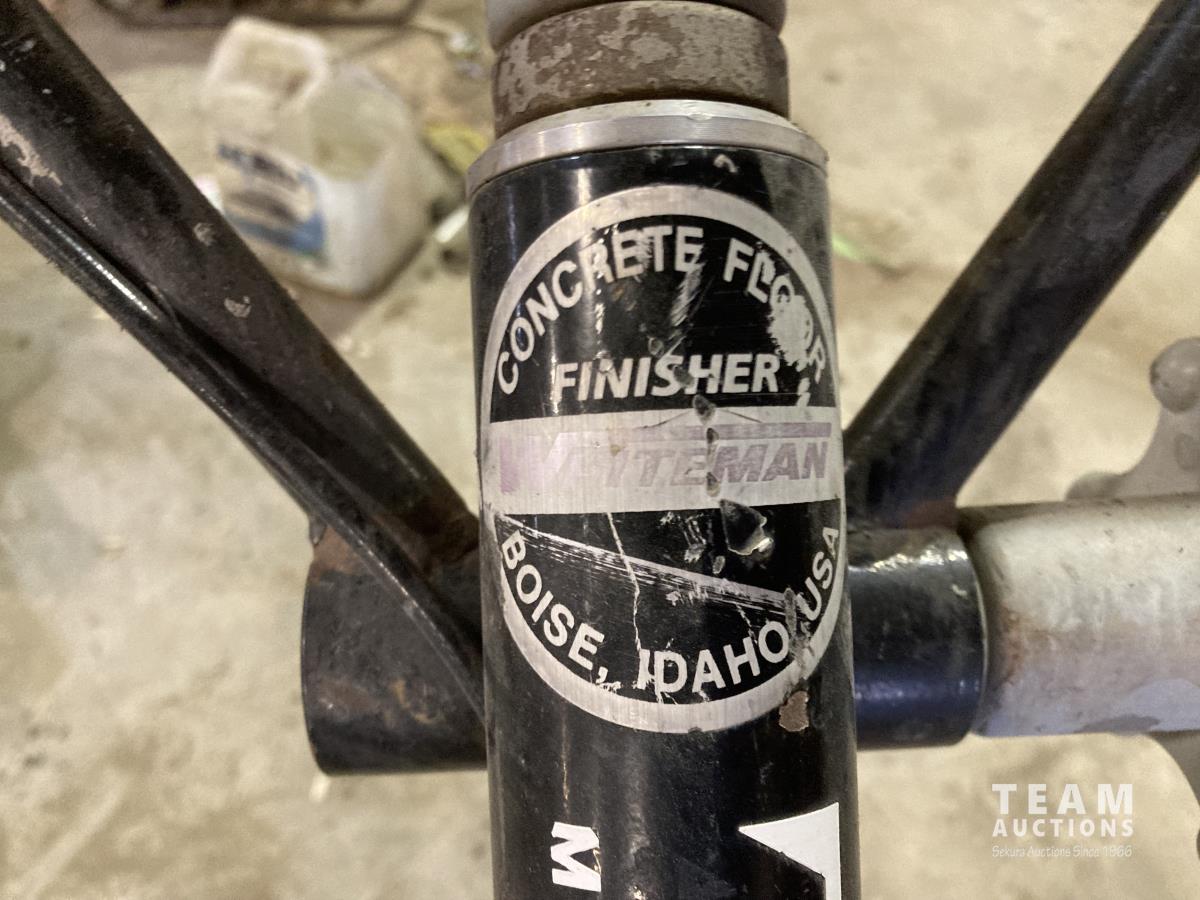 CONCRETE FLOOR
FINISHER
WHITEMAN
BOISE, IDAHO USA
M
TEAM
AUCTIONS
Sekura Auctions Since 1966